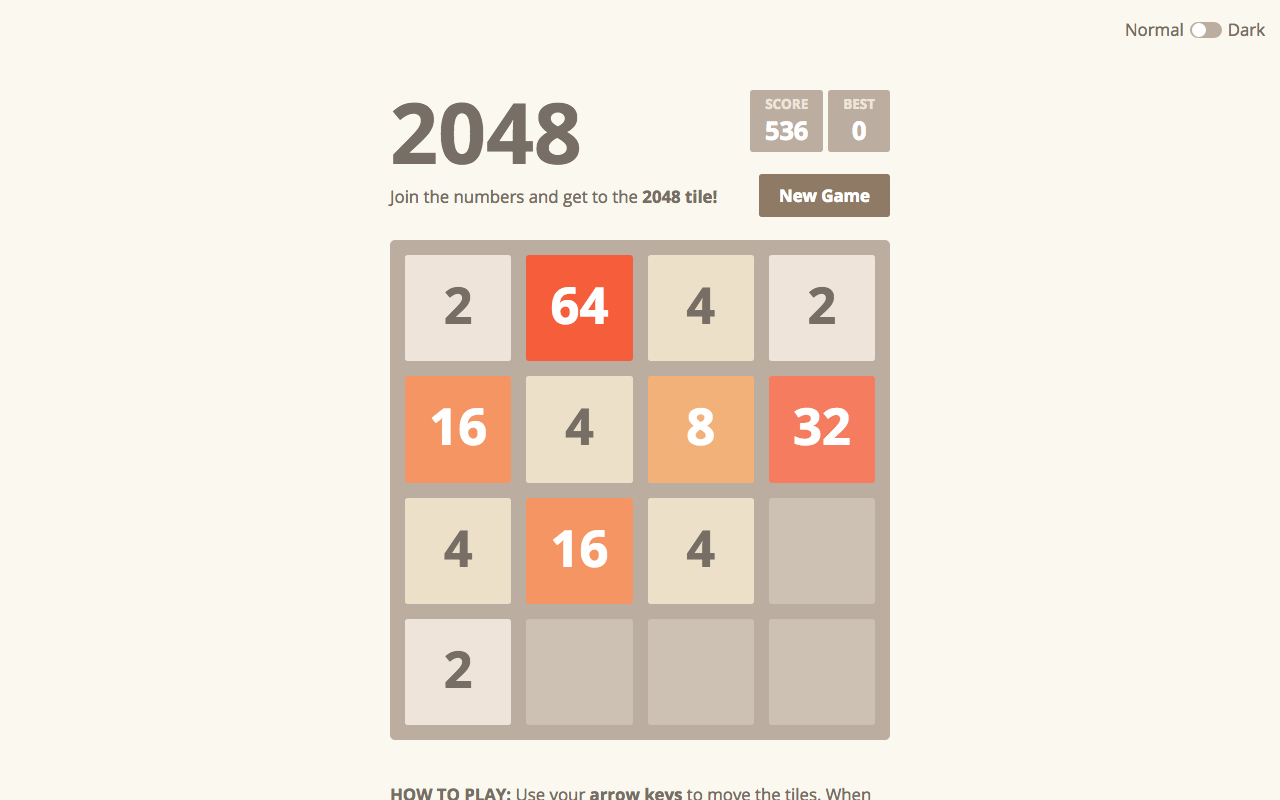 Normal Dark
2048
SCORE
536
BEST
0
Join the numbers and get to the 2048 tile!
New Game
2 64 4 2
16 4 8 32
4 16 4
2
HOW TO PLAY: Use your arrow keys to move the tiles. When